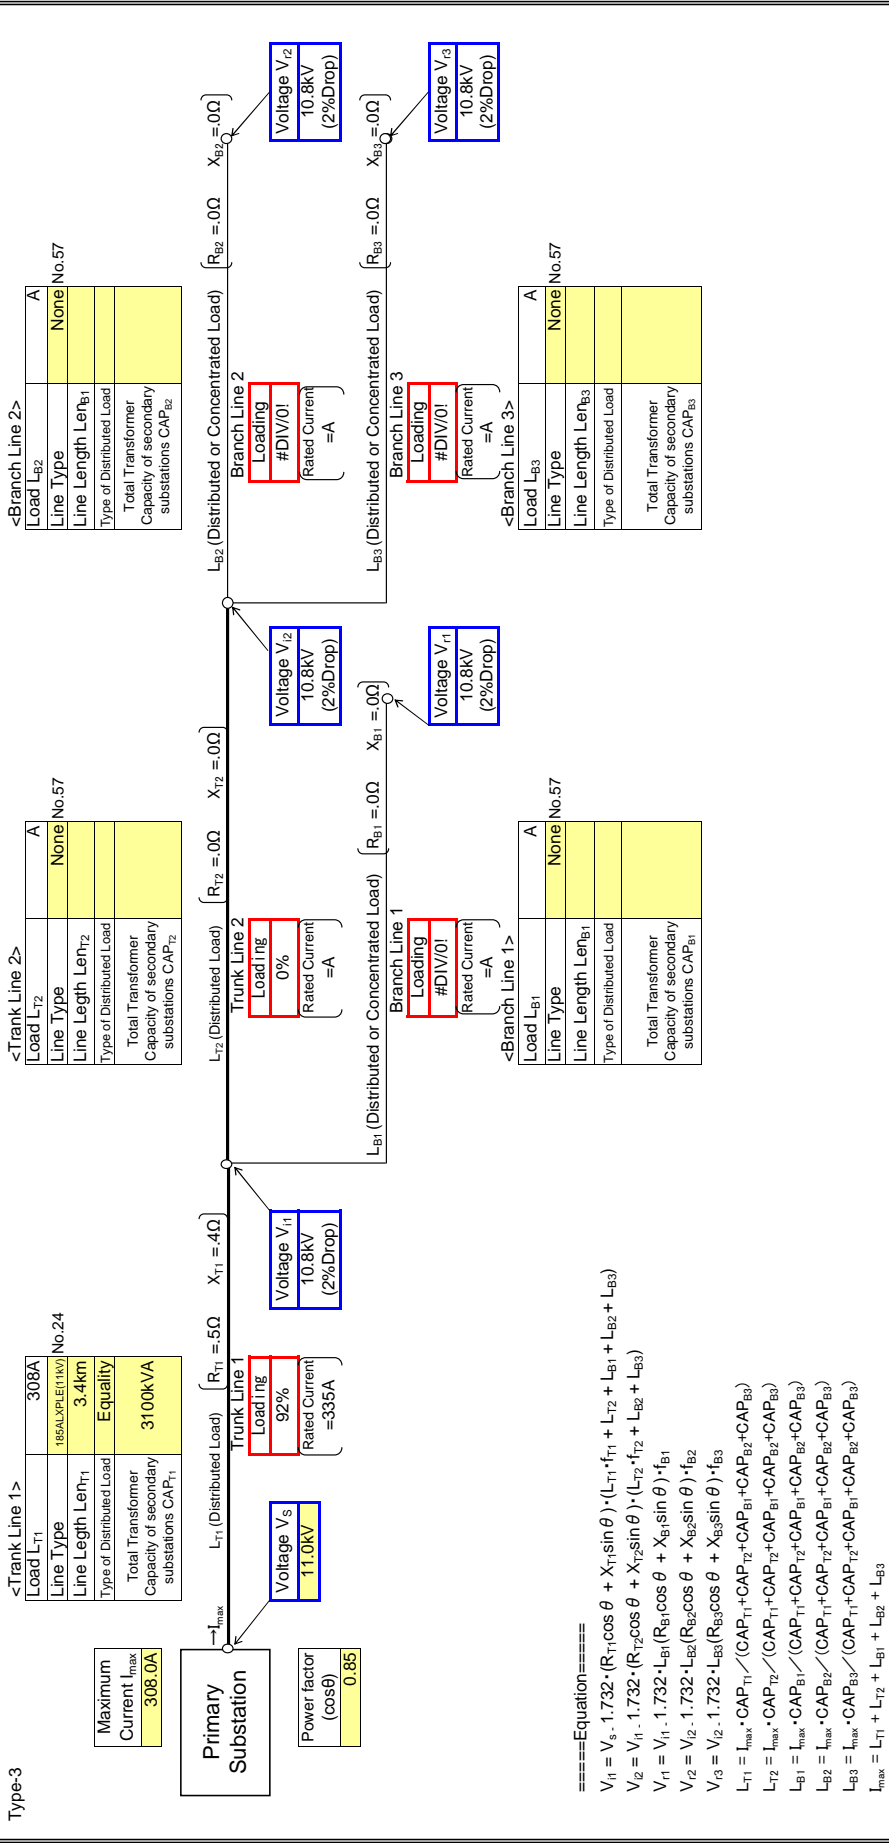 Type-3
<Trank Line 1>
Load L_T1 308A
Line Type 185ALXPLE(11kV) No.24
Line Legth Len_T1 3.4km
Type of Distributed Load Equality
Total Transformer
Capacity of secondary
substations CAP_T1
3100kVA
<Trank Line 2>
Load L_T2 A
Line Type None No.57
Line Legth Len_T2
Type of Distributed Load
Total Transformer
Capacity of secondary
substations CAP_T2
<Branch Line 2>
Load L_B2 A
Line Type None No.57
Line Length Len_B1
Type of Distributed Load
Total Transformer
Capacity of secondary
substations CAP_B2
Maximum
Current I_max
308.0A
Primary
Substation
→I_max
Power factor
(cosθ)
0.85
Voltage V_S
11.0kV
L_T1 (Distributed Load)
R_T1 =.5Ω X_T1 =.4Ω
Trunk Line 1
Loading
92%
Rated Current
=335A
Voltage V_i1
10.8kV
(2%Drop)
L_T2 (Distributed Load)
R_T2 =.0Ω X_T2 =.0Ω
Trunk Line 2
Loading
0%
Rated Current
=A
Voltage V_i2
10.8kV
(2%Drop)
L_B2 (Distributed or Concentrated Load)
R_B2 =.0Ω X_B2 =.0Ω
Branch Line 2
Loading
#DIV/0!
Rated Current
=A
Voltage V_r2
10.8kV
(2%Drop)
L_B1 (Distributed or Concentrated Load)
R_B1 =.0Ω X_B1 =.0Ω
Branch Line 1
Loading
#DIV/0!
Rated Current
=A
Voltage V_r1
10.8kV
(2%Drop)
L_B3 (Distributed or Concentrated Load)
R_B3 =.0Ω X_B3 =.0Ω
Branch Line 3
Loading
#DIV/0!
Rated Current
=A
Voltage V_r3
10.8kV
(2%Drop)
<Branch Line 1>
Load L_B1 A
Line Type None No.57
Line Length Len_B1
Type of Distributed Load
Total Transformer
Capacity of secondary
substations CAP_B1
<Branch Line 3>
Load L_B3 A
Line Type None No.57
Line Length Len_B3
Type of Distributed Load
Total Transformer
Capacity of secondary
substations CAP_B3
=====Equation=====
V_i1 = V_s - 1.732・(R_T1cosθ + X_T1sinθ)・(L_T1・f_T1 + L_T2 + L_B1 + L_B2 + L_B3)
V_i2 = V_i1 - 1.732・(R_T2cosθ + X_T2sinθ)・(L_T2・f_T2 + L_B2 + L_B3)
V_r1 = V_i1 - 1.732・L_B1(R_B1cosθ + X_B1sinθ)・f_B1
V_r2 = V_i2 - 1.732・L_B2(R_B2cosθ + X_B2sinθ)・f_B2
V_r3 = V_i2 - 1.732・L_B3(R_B3cosθ + X_B3sinθ)・f_B3
L_T1 = I_max・CAP_T1／(CAP_T1+CAP_T2+CAP_B1+CAP_B2+CAP_B3)
L_T2 = I_max・CAP_T2／(CAP_T1+CAP_T2+CAP_B1+CAP_B2+CAP_B3)
L_B1 = I_max・CAP_B1／(CAP_T1+CAP_T2+CAP_B1+CAP_B2+CAP_B3)
L_B2 = I_max・CAP_B2／(CAP_T1+CAP_T2+CAP_B1+CAP_B2+CAP_B3)
L_B3 = I_max・CAP_B3／(CAP_T1+CAP_T2+CAP_B1+CAP_B2+CAP_B3)
I_max = L_T1 + L_T2 + L_B1 + L_B2 + L_B3